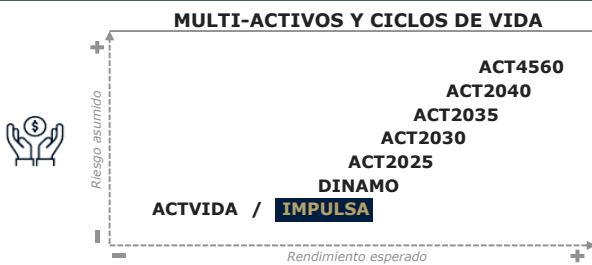 MULTI-ACTIVOS Y CICLOS DE VIDA
+
$
Riesgo asumido
ACT4560
ACT2040
ACT2035
ACT2030
ACT2025
DINAMO
ACTVIDA / IMPULSA
Rendimiento esperado
+